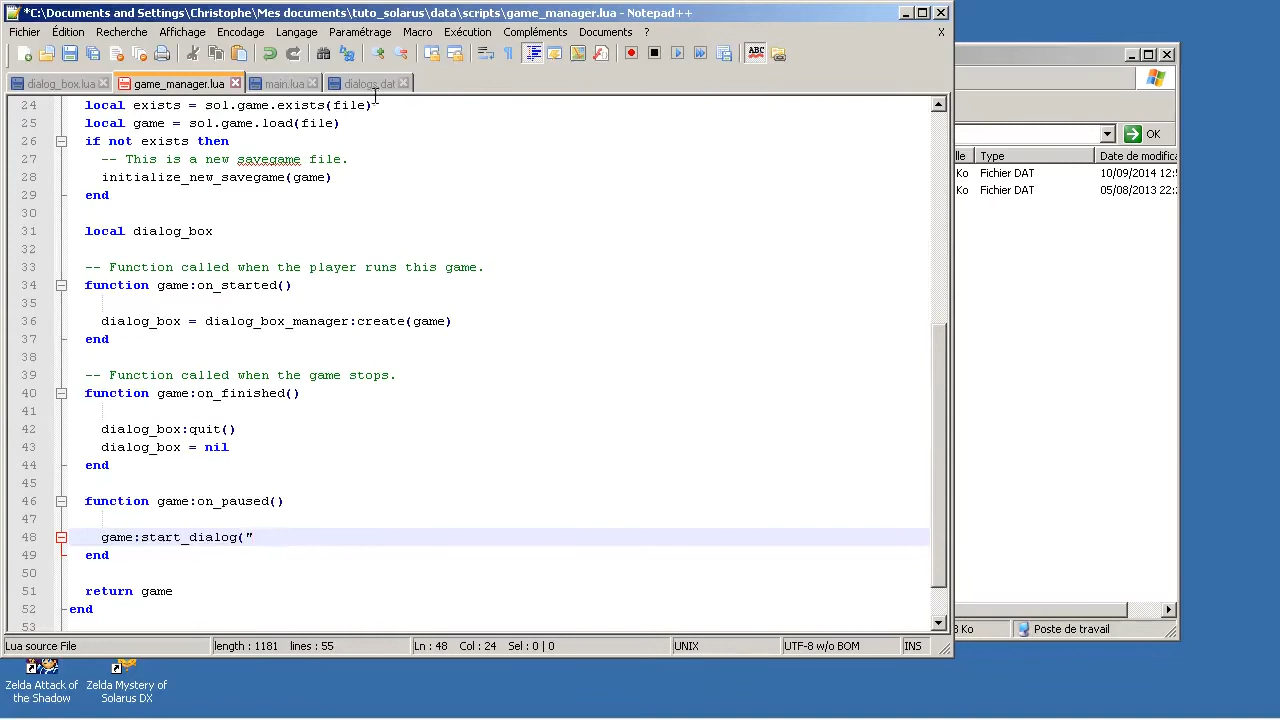 *C:\Documents and Settings\Christophe\Mes documents\tuto_solarus\data\scripts\game_manager.lua - Notepad++
Fichier Édition Recherche Affichage Encodage Langage Paramétrage Macro Exécution Compléments Documents ? X
dialog_box.lua game_manager.lua main.lua dialogs.dat
24 local exists = sol.game.exists(file)
25 local game = sol.game.load(file)
26 if not exists then
27 -- This is a new savegame file.
28 initialize_new_savegame(game)
29 end
30
31 local dialog_box
32
33 -- Function called when the player runs this game.
34 function game:on_started()
35
36 dialog_box = dialog_box_manager:create(game)
37 end
38
39 -- Function called when the game stops.
40 function game:on_finished()
41
42 dialog_box:quit()
43 dialog_box = nil
44 end
45
46 function game:on_paused()
47
48 game:start_dialog("
49 end
50
51 return game
52 end
53
Lua source File length : 1181 lines : 55 Ln : 48 Col : 24 Sel : 0 | 0 UNIX UTF-8 w/o BOM INS
OK
lle Type Date de modifica
Ko Fichier DAT 10/09/2014 12:5
Ko Fichier DAT 05/08/2013 22:
Ko Poste de travail
Zelda Attack of the Shadow
Zelda Mystery of Solarus DX